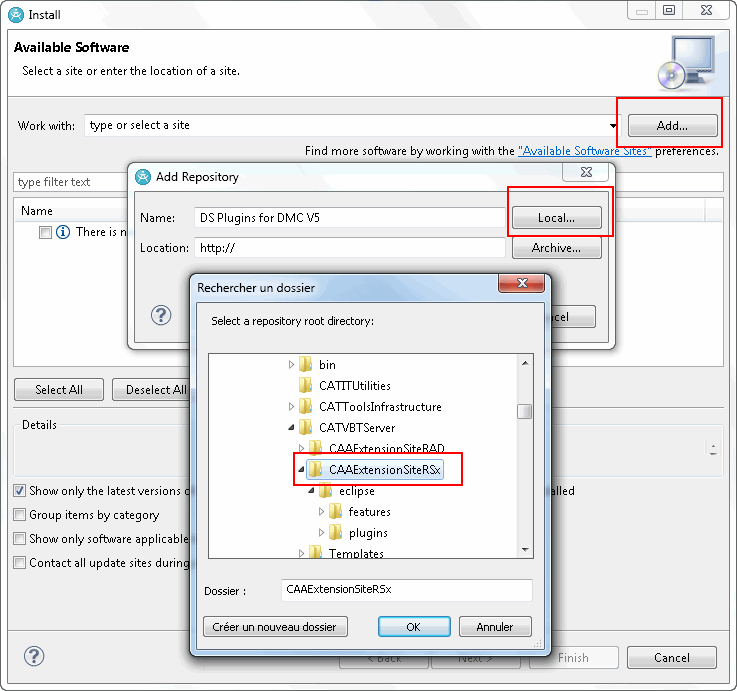 Install
Available Software
Select a site or enter the location of a site.
Work with:
type or select a site
Add...
Find more software by working with the "Available Software Sites" preferences.
type filter text
Add Repository
Name
There is n
Name:
DS Plugins for DMC V5
Local...
Location:
http://
Archive...
cel
Rechercher un dossier
Select a repository root directory:
bin
CATITUtilities
CATToolsInfrastructure
CATVBTServer
CAAExtensionSiteRAD
CAAExtensionSiteRSx
eclipse
features
plugins
Templates
Dossier :
CAAExtensionSiteRSx
Créer un nouveau dossier
OK
Annuler
Select All
Deselect All
Details
Show only the latest versions o
alled
Group items by category
Show only software applicable
Contact all update sites during
< Back
Next >
Finish
Cancel